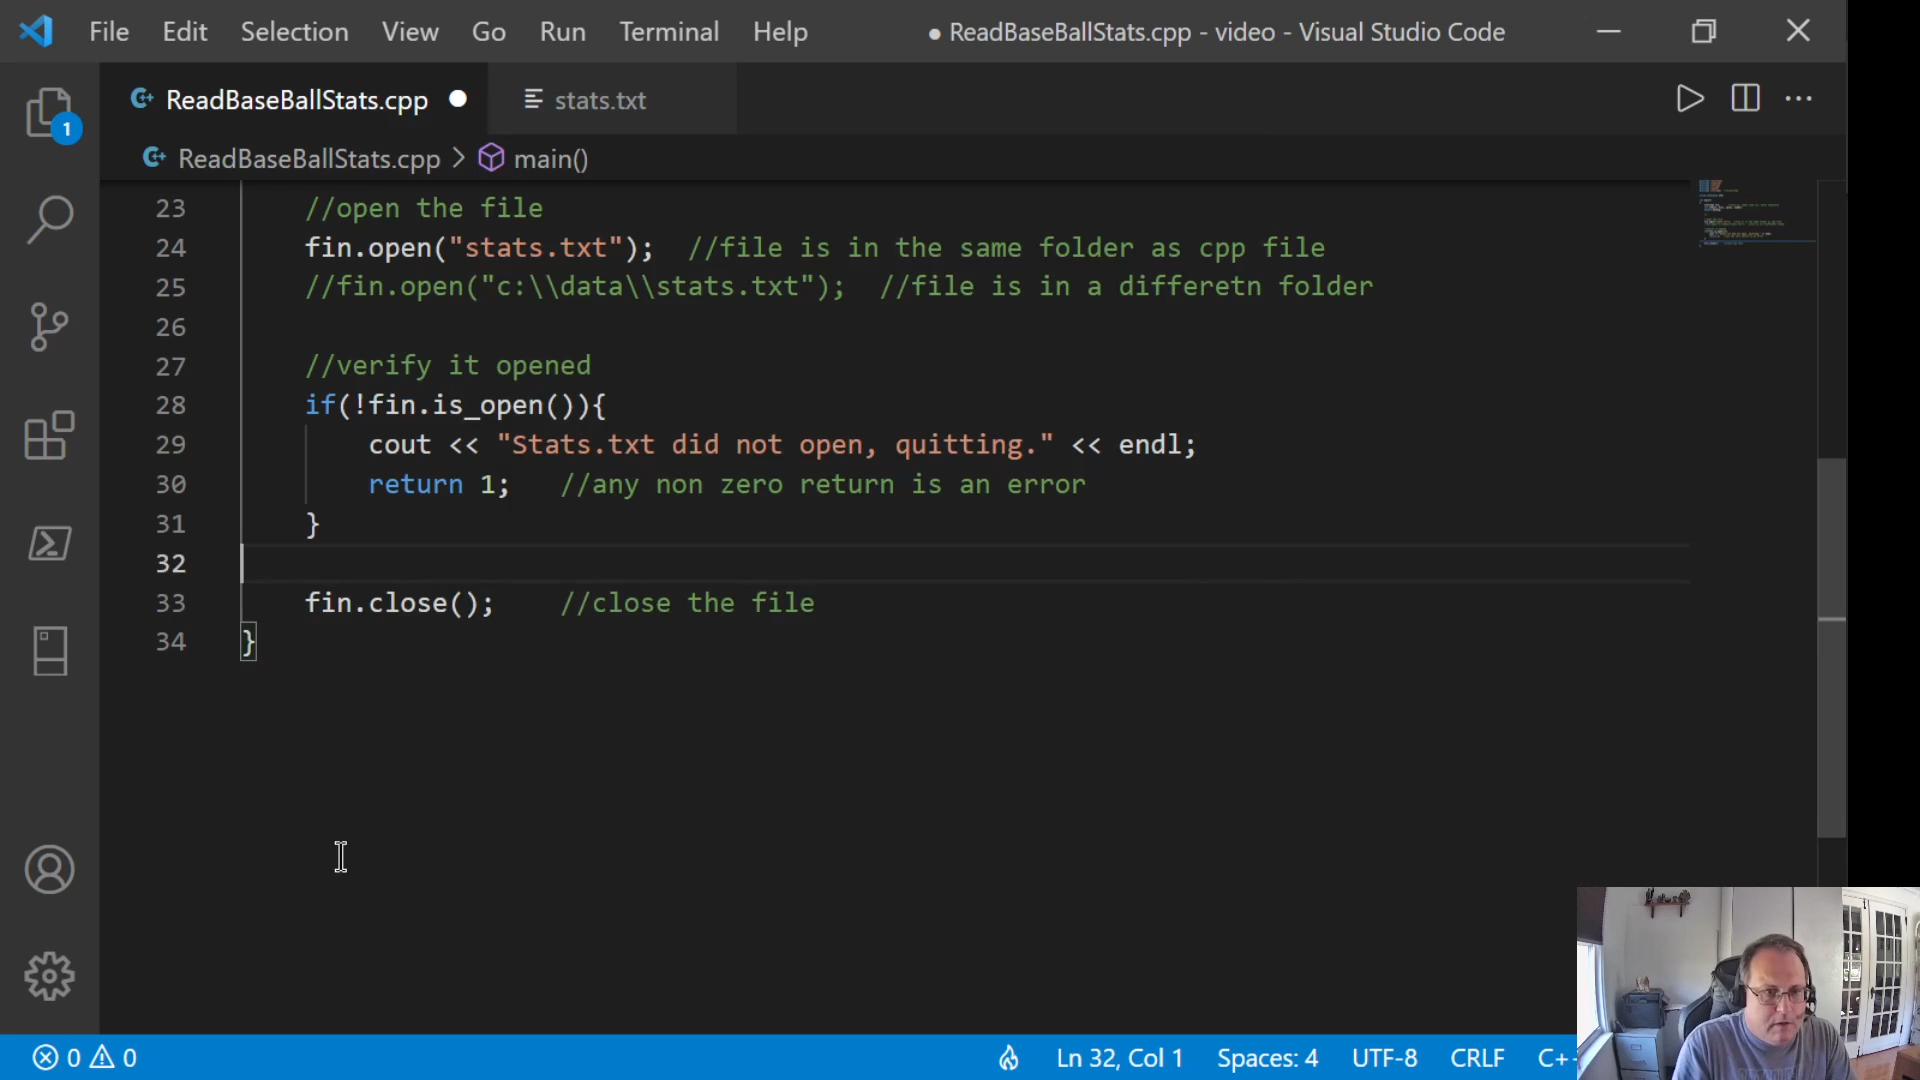 File Edit Selection View Go Run Terminal Help ● ReadBaseBallStats.cpp - video - Visual Studio Code
ReadBaseBallStats.cpp ● stats.txt
1
ReadBaseBallStats.cpp > main()
23 //open the file
24 fin.open("stats.txt"); //file is in the same folder as cpp file
25 //fin.open("c:\\data\\stats.txt"); //file is in a differetn folder
26
27 //verify it opened
28 if(!fin.is_open()){
29 cout << "Stats.txt did not open, quitting." << endl;
30 return 1; //any non zero return is an error
31 }
32
33 fin.close(); //close the file
34 }
0 0 Ln 32, Col 1 Spaces: 4 UTF-8 CRLF